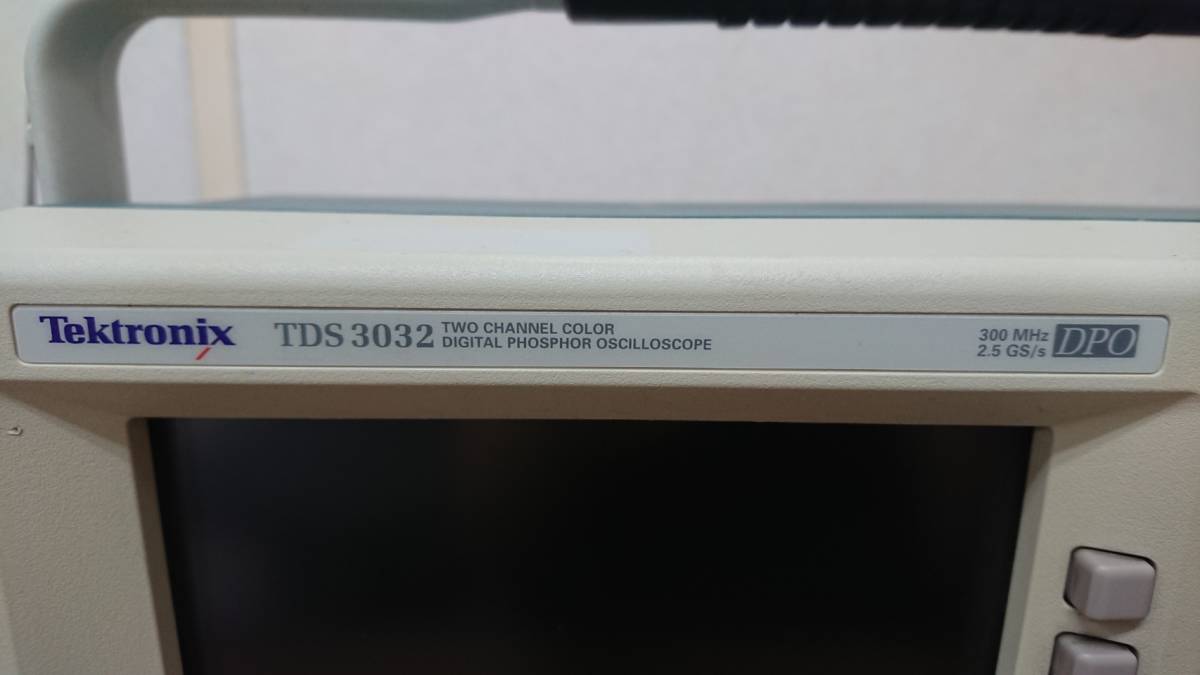 Tektronix
TDS 3032
TWO CHANNEL COLOR
DIGITAL PHOSPHOR OSCILLOSCOPE
300 MHz
2.5 GS/s
DPO